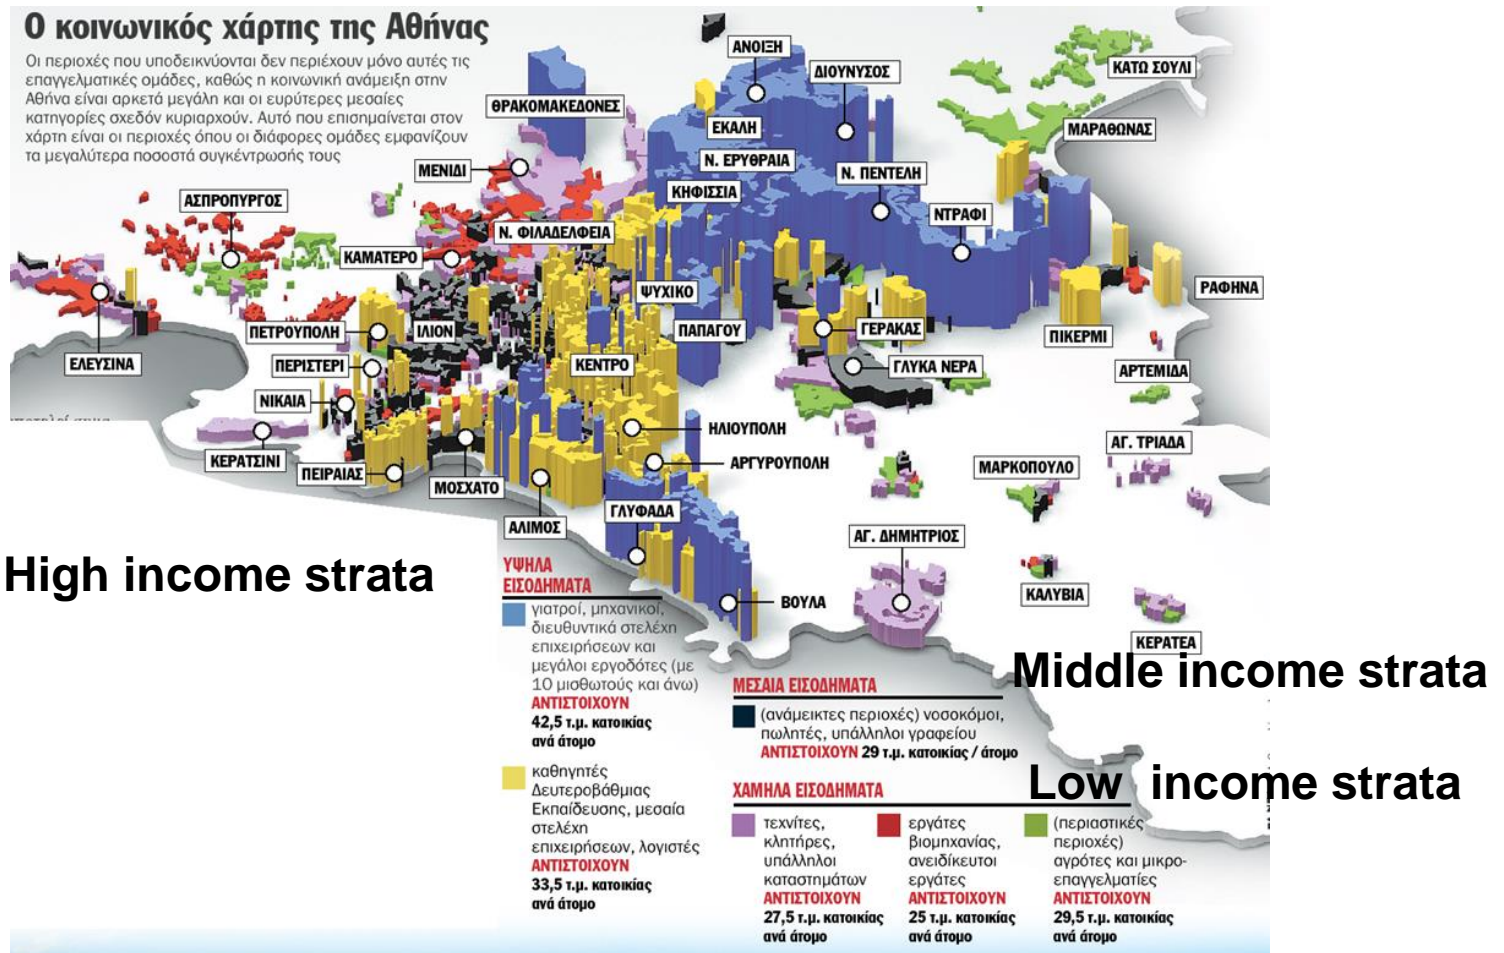 Ο κοινωνικός χάρτης της Αθήνας
Οι περιοχές που υποδεικνύονται δεν περιέχουν μόνο αυτές τις
επαγγελματικές ομάδες, καθώς η κοινωνική ανάμειξη στην
Αθήνα είναι αρκετά μεγάλη και οι ευρύτερες μεσαίες
κατηγορίες σχεδόν κυριαρχούν. Αυτό που επισημαίνεται στον
χάρτη είναι οι περιοχές όπου οι διάφορες ομάδες εμφανίζουν
τα μεγαλύτερα ποσοστά συγκέντρωσής τους
ΑΝΟΙΞΗ
ΔΙΟΥΝΥΣΟΣ
ΚΑΤΩ ΣΟΥΛΙ
ΘΡΑΚΟΜΑΚΕΔΟΝΕΣ
ΕΚΑΛΗ
ΜΑΡΑΘΩΝΑΣ
ΜΕΝΙΔΙ
Ν. ΕΡΥΘΡΑΙΑ
Ν. ΠΕΝΤΕΛΗ
ΚΗΦΙΣΣΙΑ
ΑΣΠΡΟΠΥΡΓΟΣ
ΝΤΡΑΦΙ
Ν. ΦΙΛΑΔΕΛΦΕΙΑ
ΚΑΜΑΤΕΡΟ
ΨΥΧΙΚΟ
ΡΑΦΗΝΑ
ΠΕΤΡΟΥΠΟΛΗ
ΙΛΙΟΝ
ΠΑΠΑΓΟΥ
ΓΕΡΑΚΑΣ
ΠΙΚΕΡΜΙ
ΕΛΕΥΣΙΝΑ
ΠΕΡΙΣΤΕΡΙ
ΚΕΝΤΡΟ
ΓΛΥΚΑ ΝΕΡΑ
ΑΡΤΕΜΙΔΑ
ΝΙΚΑΙΑ
ΗΛΙΟΥΠΟΛΗ
ΑΓ. ΤΡΙΑΔΑ
ΚΕΡΑΤΣΙΝΙ
ΠΕΙΡΑΙΑΣ
ΜΟΣΧΑΤΟ
ΑΡΓΥΡΟΥΠΟΛΗ
ΜΑΡΚΟΠΟΥΛΟ
ΑΛΙΜΟΣ
ΓΛΥΦΑΔΑ
ΑΓ. ΔΗΜΗΤΡΙΟΣ
ΚΑΛΥΒΙΑ
ΒΟΥΛΑ
ΚΕΡΑΤΕΑ
High income strata
ΥΨΗΛΑ
ΕΙΣΟΔΗΜΑΤΑ
γιατροί, μηχανικοί,
διευθυντικά στελέχη
επιχειρήσεων και
μεγάλοι εργοδότες (με
10 μισθωτούς και άνω)
ΑΝΤΙΣΤΟΙΧΟΥΝ
42,5 τ.μ. κατοικίας
ανά άτομο
καθηγητές
Δευτεροβάθμιας
Εκπαίδευσης, μεσαία
στελέχη
επιχειρήσεων, λογιστές
ΑΝΤΙΣΤΟΙΧΟΥΝ
33,5 τ.μ. κατοικίας
ανά άτομο
Middle income strata
ΜΕΣΑΙΑ ΕΙΣΟΔΗΜΑΤΑ
(ανάμεικτες περιοχές) νοσοκόμοι,
πωλητές, υπάλληλοι γραφείου
ΑΝΤΙΣΤΟΙΧΟΥΝ 29 τ.μ. κατοικίας / άτομο
Low income strata
ΧΑΜΗΛΑ ΕΙΣΟΔΗΜΑΤΑ
τεχνίτες,
κλητήρες,
υπάλληλοι
καταστημάτων
ΑΝΤΙΣΤΟΙΧΟΥΝ
27,5 τ.μ. κατοικίας
ανά άτομο
εργάτες
βιομηχανίας,
ανειδίκευτοι
εργάτες
ΑΝΤΙΣΤΟΙΧΟΥΝ
25 τ.μ. κατοικίας
ανά άτομο
(περιαστικές
περιοχές)
αγρότες και μικρο-
επαγγελματίες
ΑΝΤΙΣΤΟΙΧΟΥΝ
29,5 τ.μ. κατοικίας
ανά άτομο